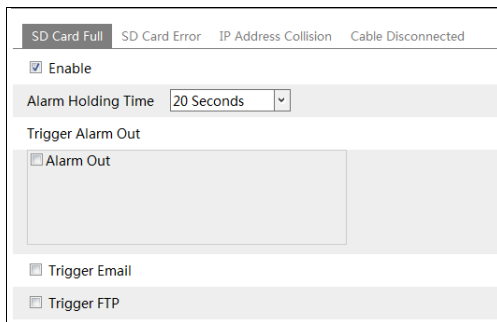 SD Card Full SD Card Error IP Address Collision Cable Disconnected
Enable
Alarm Holding Time 20 Seconds
Trigger Alarm Out
Alarm Out
Trigger Email
Trigger FTP